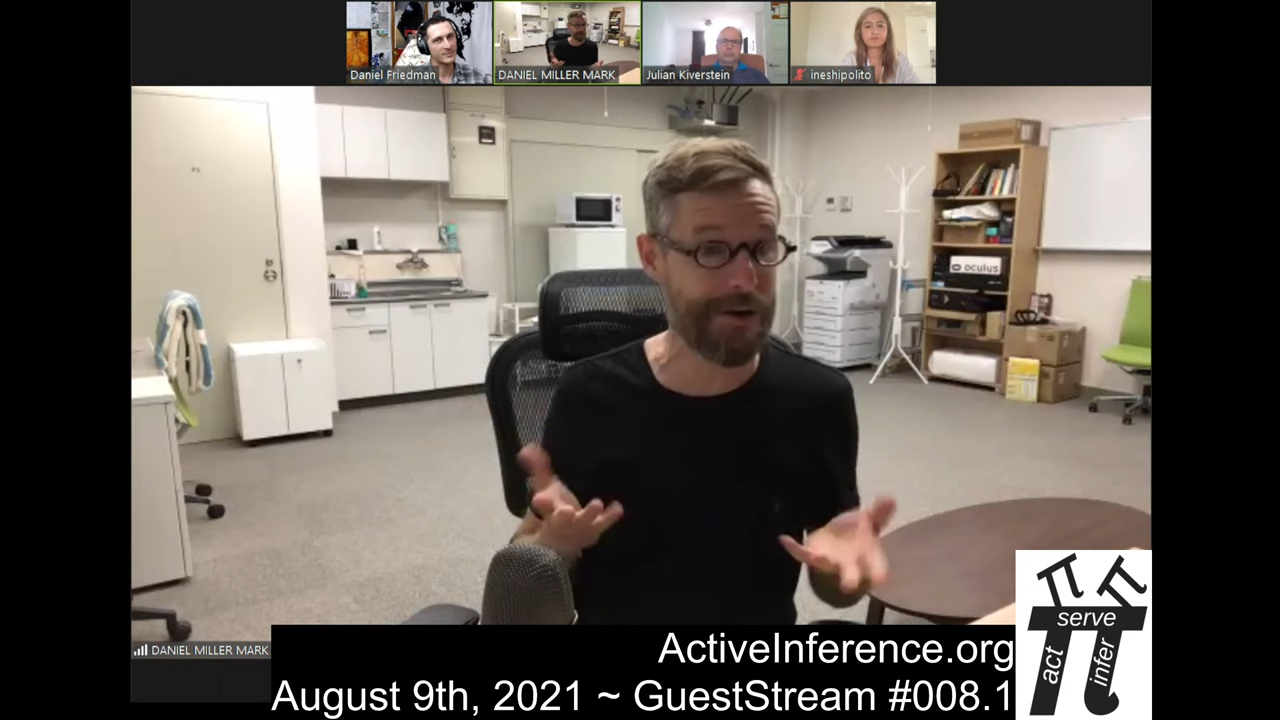 Daniel Friedman
DANIEL MILLER MARK
Julian Kiverstein
ineshipolito
oculus
DANIEL MILLER MARK
ActiveInference.org
August 9th, 2021 ~ GuestStream #008.1
serve
act
infer